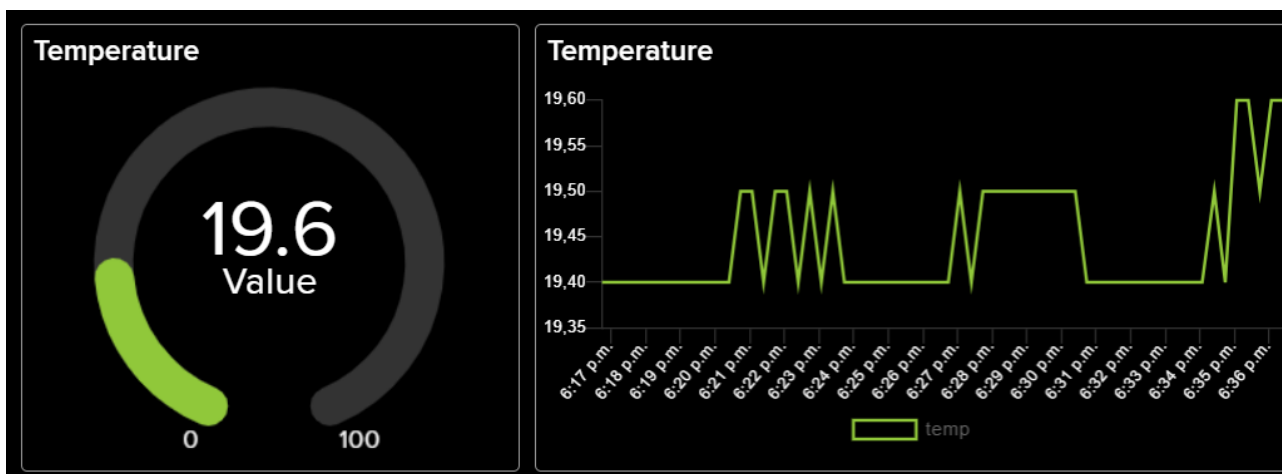 Temperature
19.6
Value
0
100
Temperature
19,60
19,55
19,50
19,45
19,40
19,35
6:17 p.m.
6:18 p.m.
6:19 p.m.
6:20 p.m.
6:21 p.m.
6:22 p.m.
6:23 p.m.
6:24 p.m.
6:25 p.m.
6:26 p.m.
6:27 p.m.
6:28 p.m.
6:29 p.m.
6:30 p.m.
6:31 p.m.
6:32 p.m.
6:33 p.m.
6:34 p.m.
6:35 p.m.
6:36 p.m.
temp